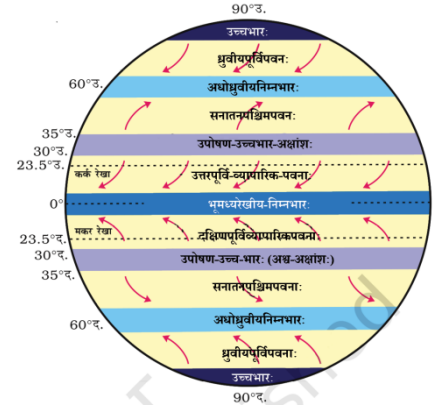 90°उ.
उच्चभारः
ध्रुवीयपूर्विपवनः
60°उ.
अधोध्रुवीयनिम्नभारः
सनातनपश्चिमपवनः
35°उ.
उपोषण-उच्चभार-अक्षांशः
30°उ.
23.5°उ.
कर्क रेखा
उत्तरपूर्वि-व्यापारिक-पवनाः
0°
भूमध्यरेखीय-निम्नभारः
मकर रेखा
23.5°द.
दक्षिणपूर्विव्यापारिकपवनाः
30°द.
उपोषण-उच्च-भारः (अश्व-अक्षांशः)
35°द.
सनातनपश्चिमपवनाः
60°द.
अधोध्रुवीयनिम्नभारः
ध्रुवीयपूर्विपवनाः
उच्चभारः
90°द.